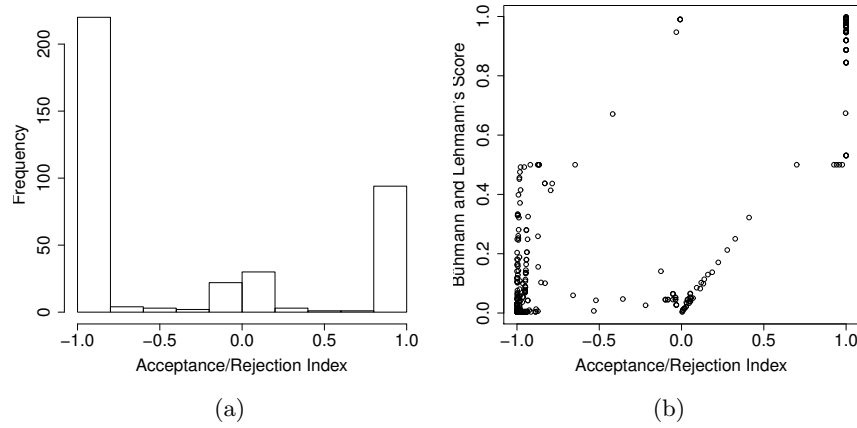 200
150
100
50
0
Frequency
−1.0 −0.5 0.0 0.5 1.0
Acceptance/Rejection Index
(a)
1.0
0.8
0.6
0.4
0.2
0.0
Bühmann and Lehmann´s Score
−1.0 −0.5 0.0 0.5 1.0
Acceptance/Rejection Index
(b)